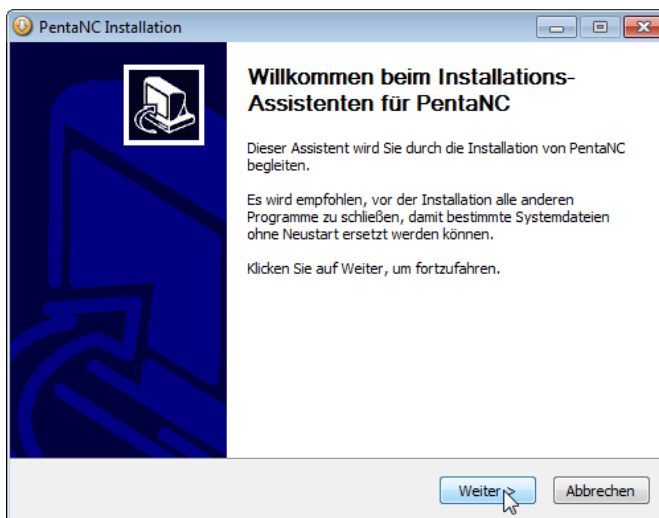 PentaNC Installation
Willkommen beim Installations-
Assistenten für PentaNC
Dieser Assistent wird Sie durch die Installation von PentaNC
begleiten.
Es wird empfohlen, vor der Installation alle anderen
Programme zu schließen, damit bestimmte Systemdateien
ohne Neustart ersetzt werden können.
Klicken Sie auf Weiter, um fortzufahren.
Weiter > Abbrechen